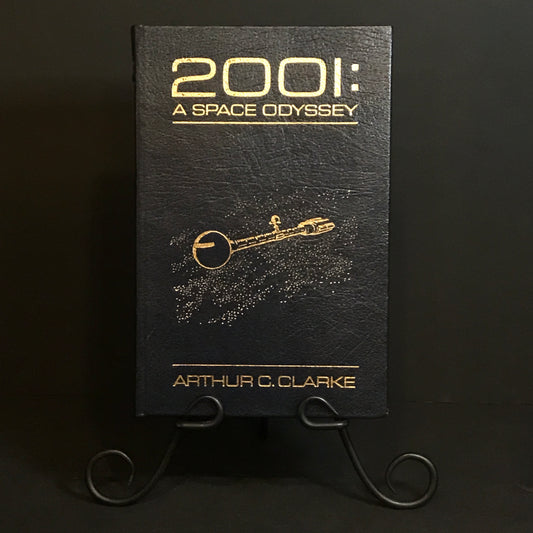 2001:
A SPACE ODYSSEY
ARTHUR C. CLARKE